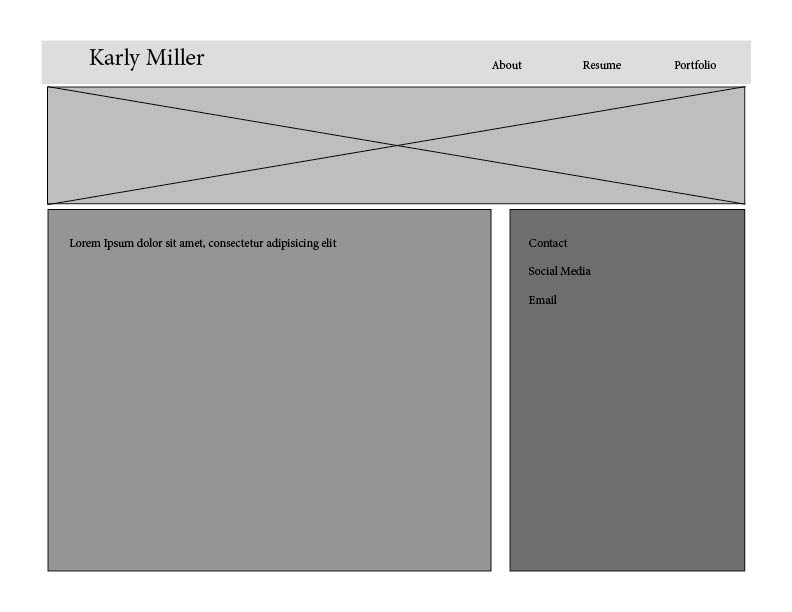 Karly Miller
About
Resume
Portfolio
Lorem Ipsum dolor sit amet, consectetur adipisicing elit
Contact
Social Media
Email